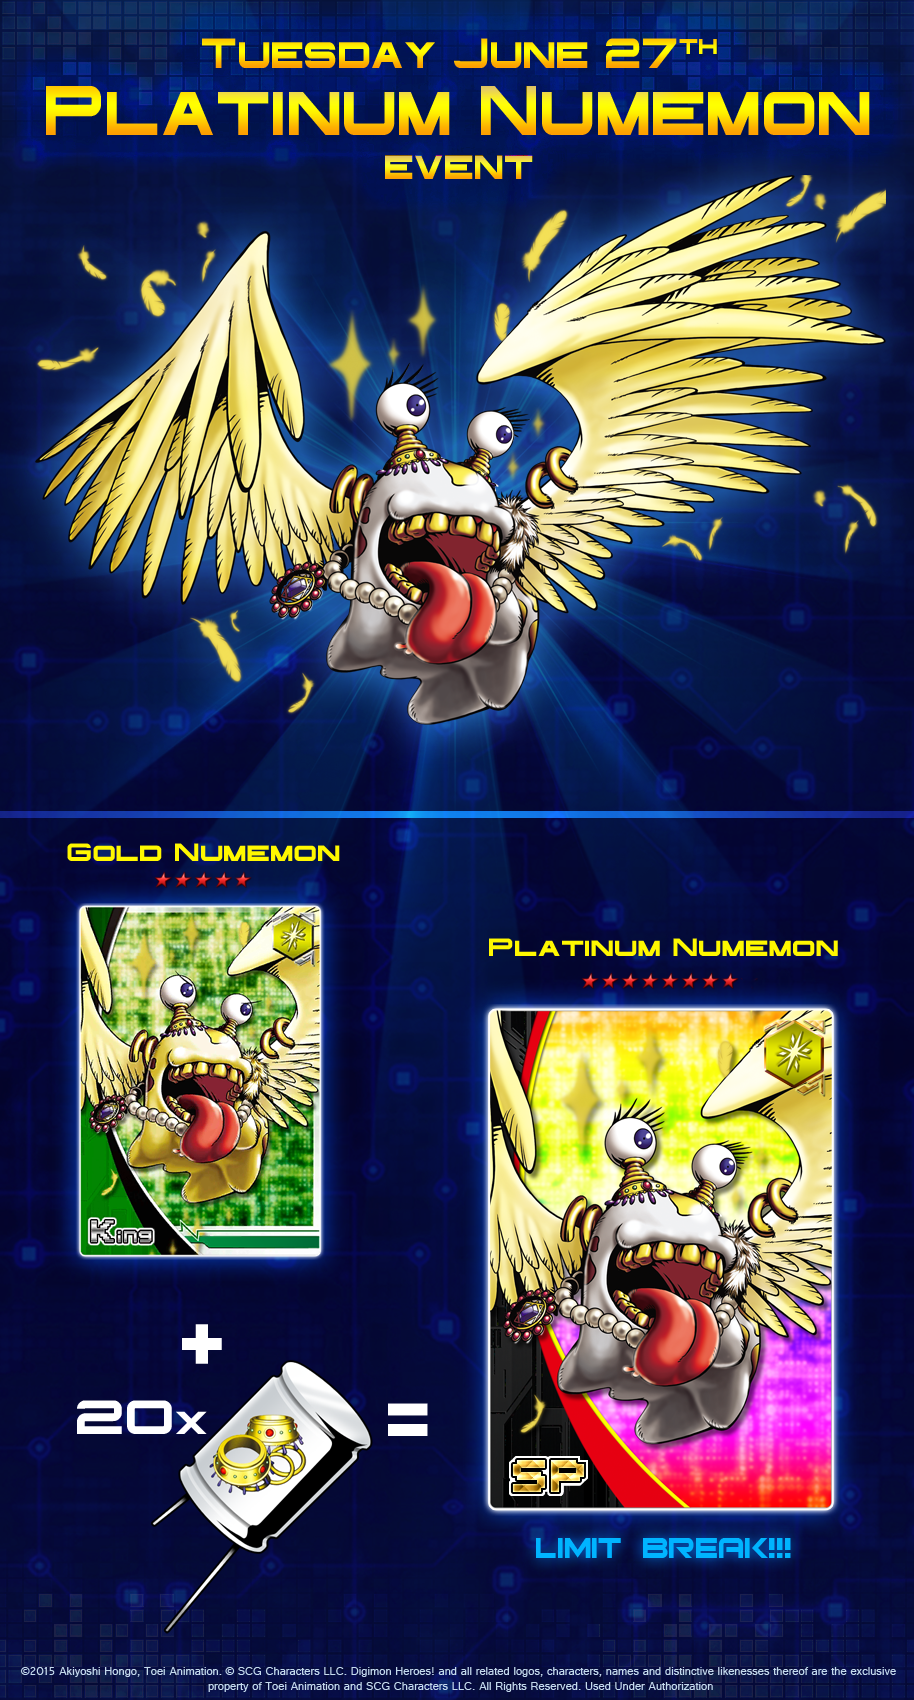 Tuesday June 27th
Platinum Numemon
event
Gold Numemon
King
Platinum Numemon
SP
+
20x
=
LIMIT BREAK!!!
©2015 Akiyoshi Hongo, Toei Animation. © SCG Characters LLC. Digimon Heroes! and all related logos, characters, names and distinctive likenesses thereof are the exclusive
property of Toei Animation and SCG Characters LLC. All Rights Reserved. Used Under Authorization